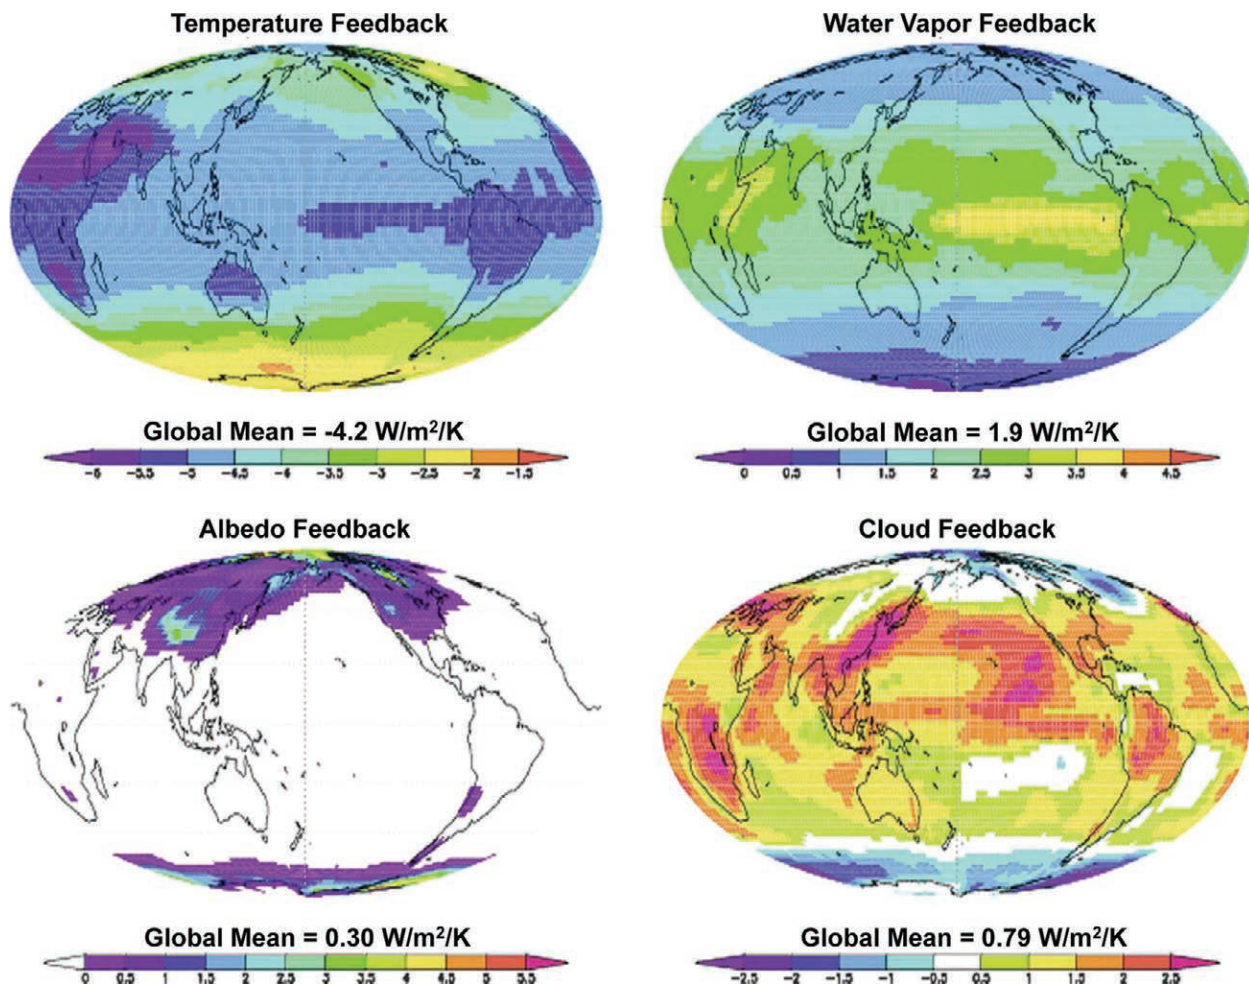 Temperature Feedback
Water Vapor Feedback
Global Mean = -4.2 W/m²/K
Global Mean = 1.9 W/m²/K
-6 -5.5 -5 -4.5 -4 -3.5 -3 -2.5 -2 -1.5
0 0.5 1 1.5 2 2.5 3 3.5 4 4.5
Albedo Feedback
Cloud Feedback
Global Mean = 0.30 W/m²/K
Global Mean = 0.79 W/m²/K
0 0.5 1 1.5 2 2.5 3 3.5 4 4.5 5 5.5
-2.5 -2 -1.5 -1 -0.5 0.5 1 1.5 2 2.5